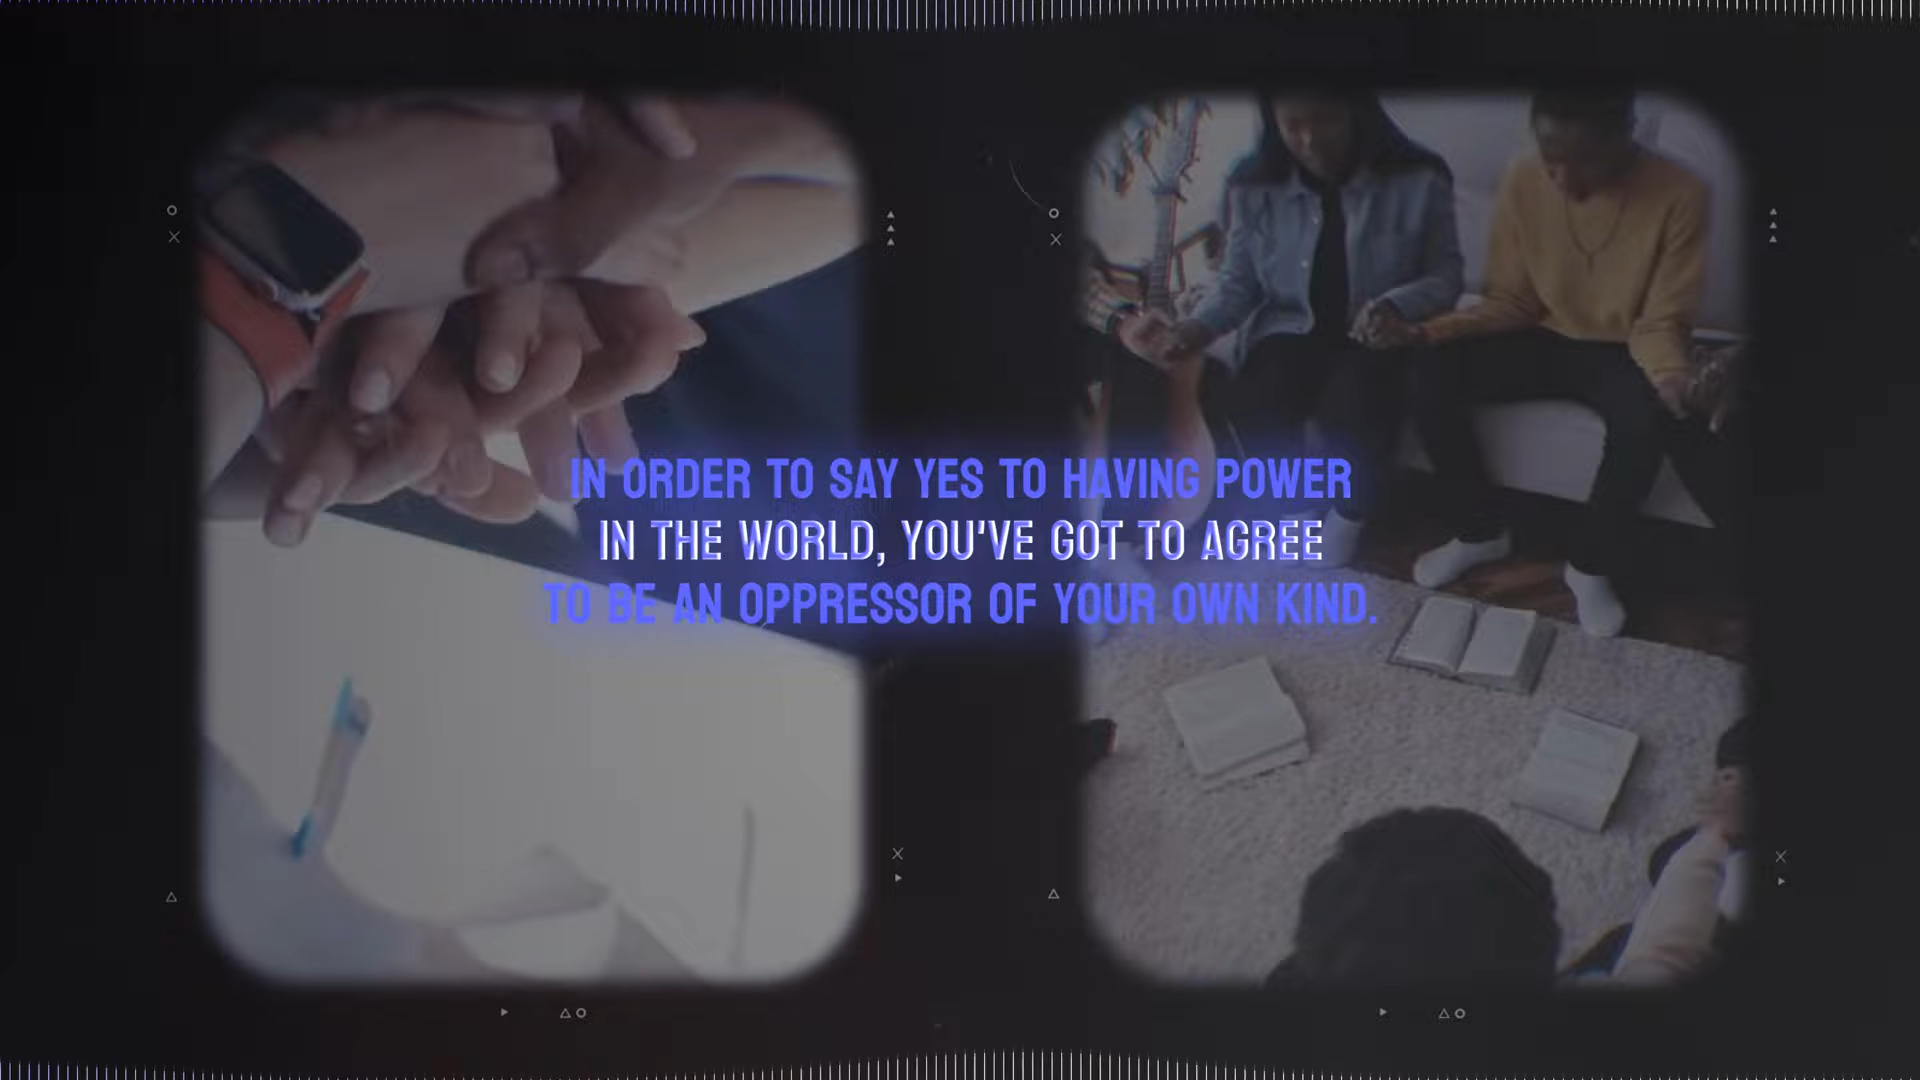 IN ORDER TO SAY YES TO HAVING POWER
IN THE WORLD, YOU'VE GOT TO AGREE
TO BE AN OPPRESSOR OF YOUR OWN KIND.